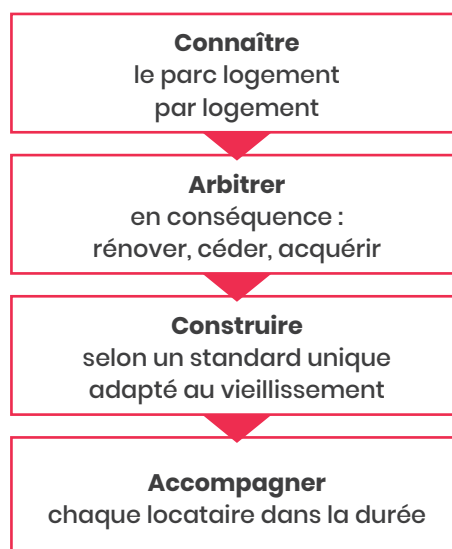 Connaître
le parc logement
par logement
Arbitrer
en conséquence :
rénover, céder, acquérir
Construire
selon un standard unique
adapté au vieillissement
Accompagner
chaque locataire dans la durée